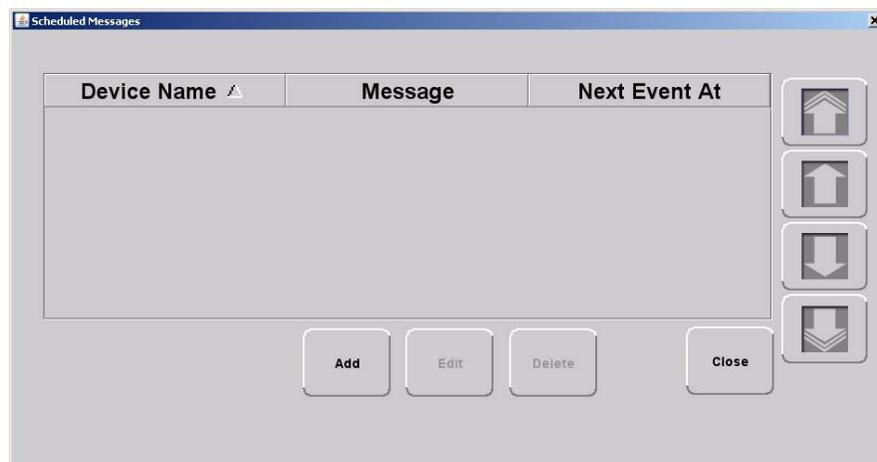 Scheduled Messages
Device Name Message Next Event At
Add Edit Delete Close